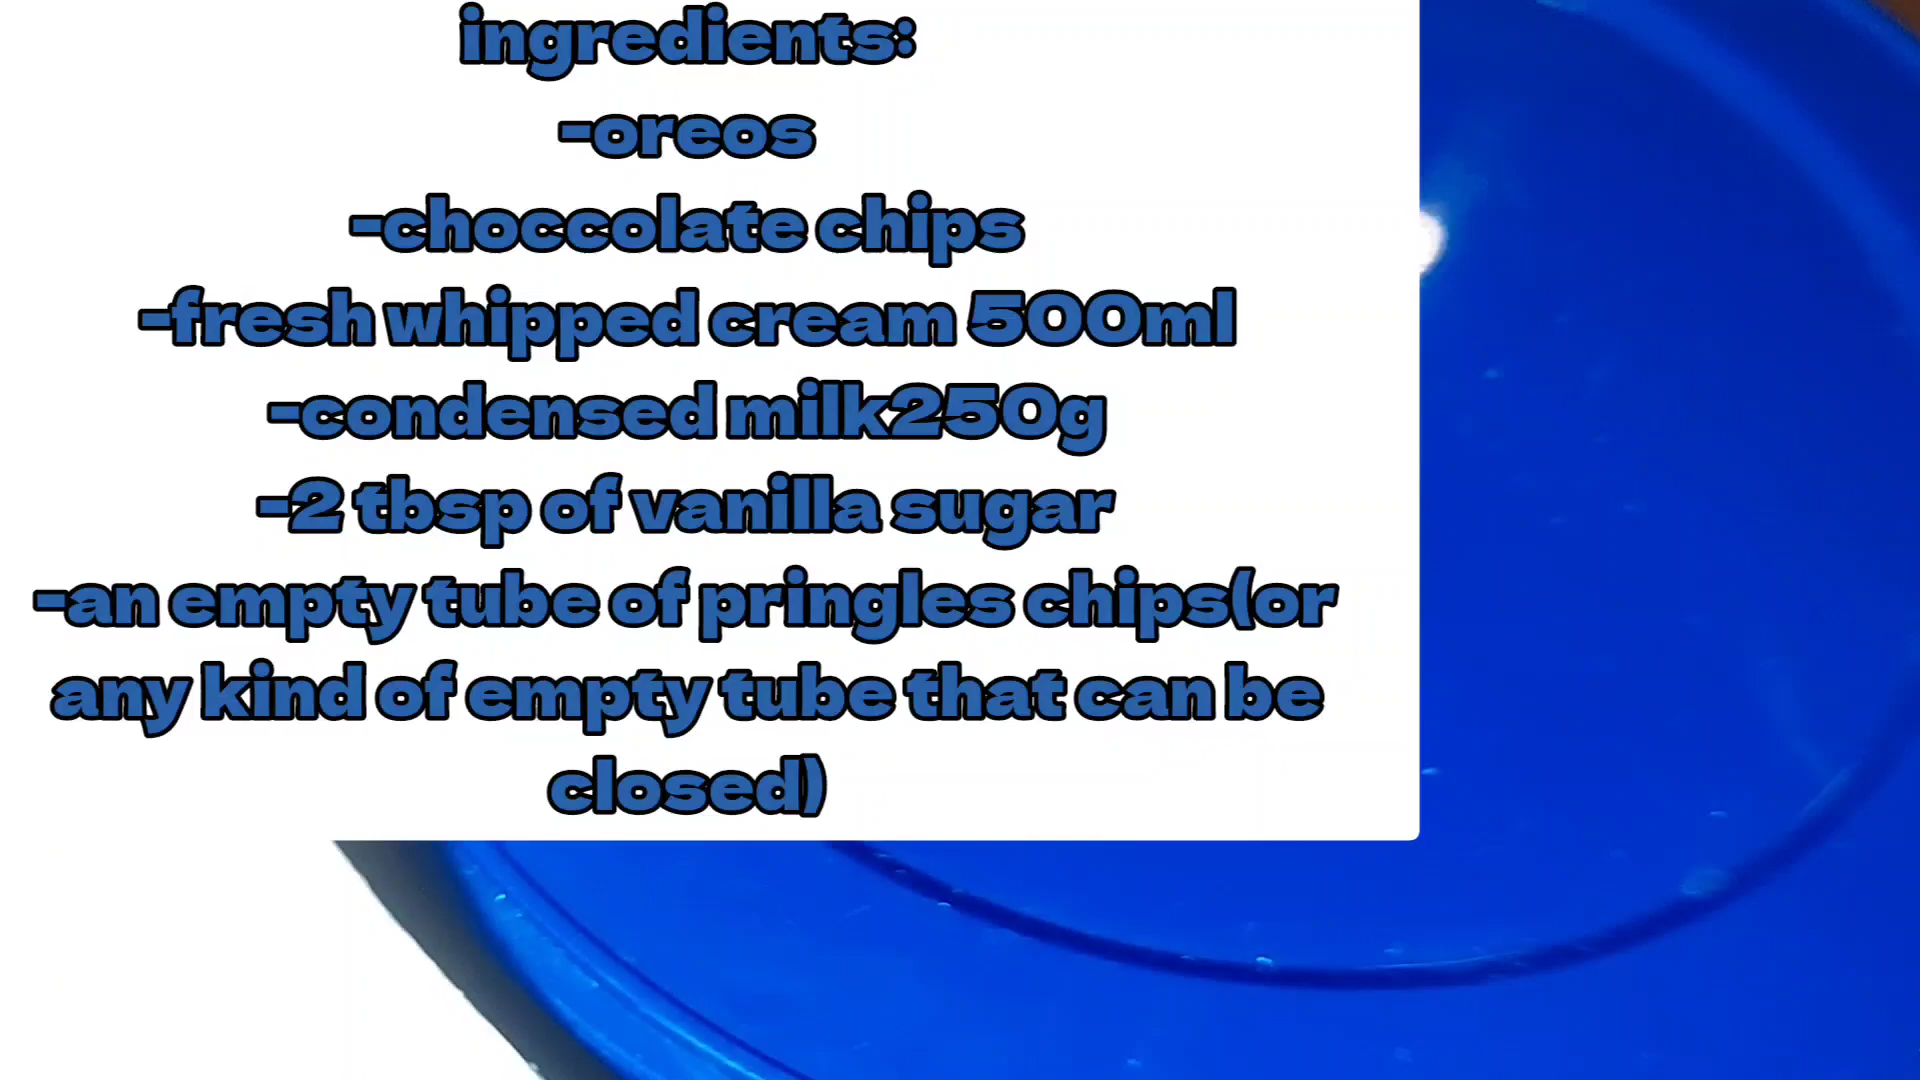 ingredients:
-oreos
-choccolate chips
-fresh whipped cream 500ml
-condensed milk250g
-2 tbsp of vanilla sugar
-an empty tube of pringles chips(or
any kind of empty tube that can be
closed)